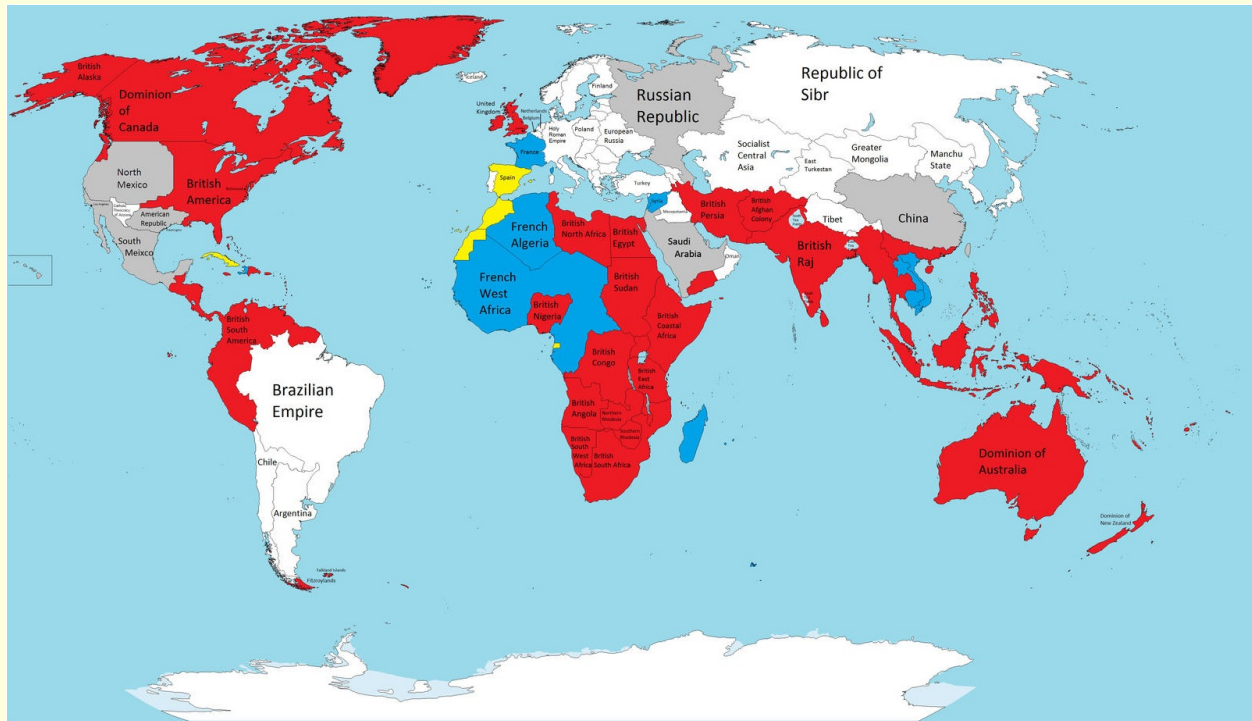 British
Alaska
Dominion
of
Canada
North
Mexico
British
America
American
Republic
South
Meixco
British
South
America
Brazilian
Empire
Chile
Argentina
Falkland Islands
Fitzroylands
Iceland
United
Kingdom
Netherlands
Belgium
France
Spain
Holy
Roman
Empire
Poland
Finland
European
Russia
Russian
Republic
Republic of
Sibr
Turkey
Syria
Mesopotamia
Saudi
Arabia
Oman
Socialist
Central
Asia
East
Turkestan
Greater
Mongolia
Manchu
State
China
Tibet
British
Persia
British
Afghan
Colony
British
Raj
French
Algeria
French
West
Africa
British
North Africa
British
Egypt
British
Sudan
British
Nigeria
British
Coastal
Africa
British
Congo
British
East
Africa
British
Angola
Northern
Rhodesia
Southern
Rhodesia
British
South
West
Africa
British
South Africa
Dominion of
Australia
Dominion of
New Zealand